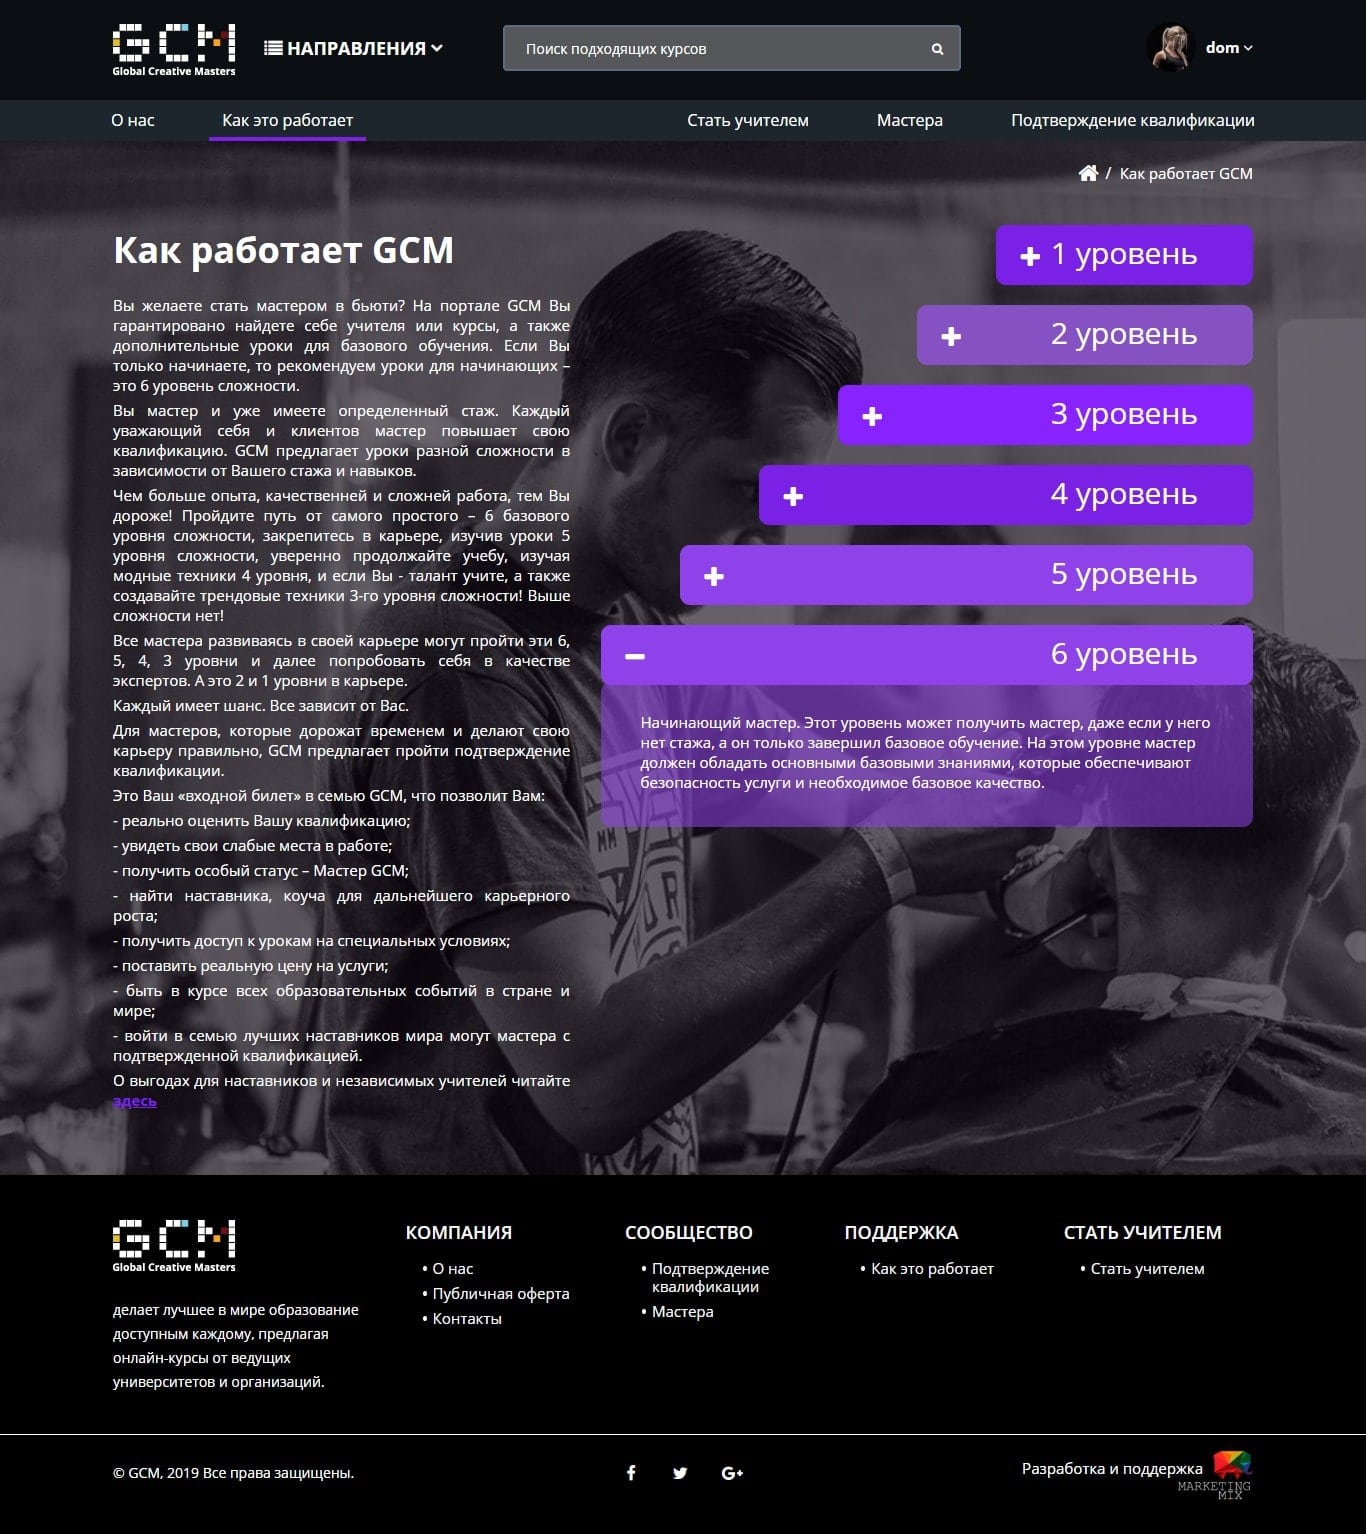 Global Creative Masters
НАПРАВЛЕНИЯ
Поиск подходящих курсов
dom
О нас
Как это работает
Стать учителем
Мастера
Подтверждение квалификации
/ Как работает GCM
Как работает GCM
Вы желаете стать мастером в бьюти? На портале GCM Вы
гарантировано найдете себе учителя или курсы, а также
дополнительные уроки для базового обучения. Если Вы
только начинаете, то рекомендуем уроки для начинающих –
это 6 уровень сложности.
Вы мастер и уже имеете определенный стаж. Каждый
уважающий себя и клиентов мастер повышает свою
квалификацию. GCM предлагает уроки разной сложности в
зависимости от Вашего стажа и навыков.
Чем больше опыта, качественней и сложней работа, тем Вы
дороже! Пройдите путь от самого простого – 6 базового
уровня сложности, закрепитесь в карьере, изучив уроки 5
уровня сложности, уверенно продолжайте учебу, изучая
модные техники 4 уровня, и если Вы - талант учите, а также
создавайте трендовые техники 3-го уровня сложности! Выше
сложности нет!
Все мастера развиваясь в своей карьере могут пройти эти 6,
5, 4, 3 уровни и далее попробовать себя в качестве
экспертов. А это 2 и 1 уровни в карьере.
Каждый имеет шанс. Все зависит от Вас.
Для мастеров, которые дорожат временем и делают свою
карьеру правильно, GCM предлагает пройти подтверждение
квалификации.
Это Ваш «входной билет» в семью GCM, что позволит Вам:
- реально оценить Вашу квалификацию;
- увидеть свои слабые места в работе;
- получить особый статус – Мастер GCM;
- найти наставника, коуча для дальнейшего карьерного
роста;
- получить доступ к урокам на специальных условиях;
- поставить реальную цену на услуги;
- быть в курсе всех образовательных событий в стране и
мире;
- войти в семью лучших наставников мира могут мастера с
подтвержденной квалификацией.
О выгодах для наставников и независимых учителей читайте
здесь
1 уровень
2 уровень
3 уровень
4 уровень
5 уровень
6 уровень
Начинающий мастер. Этот уровень может получить мастер, даже если у него
нет стажа, а он только завершил базовое обучение. На этом уровне мастер
должен обладать основными базовыми знаниями, которые обеспечивают
безопасность услуги и необходимое базовое качество.
GCM
Global Creative Masters
делает лучшее в мире образование
доступным каждому, предлагая
онлайн-курсы от ведущих
университетов и организаций.
КОМПАНИЯ
• О нас
• Публичная оферта
• Контакты
СООБЩЕСТВО
• Подтверждение
квалификации
• Мастера
ПОДДЕРЖКА
• Как это работает
СТАТЬ УЧИТЕЛЕМ
• Стать учителем
© GCM, 2019 Все права защищены.
Разработка и поддержка
MARKETING
MIX